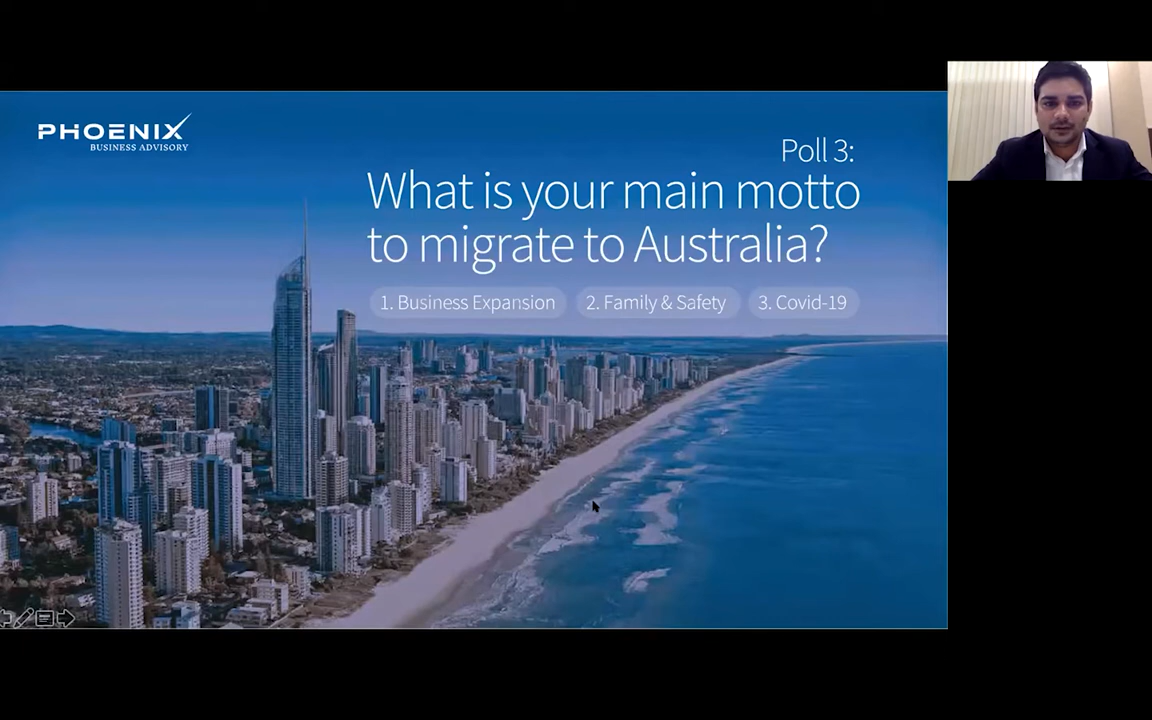 PHOENIX
BUSINESS ADVISORY
Poll 3:
What is your main motto
to migrate to Australia?
1. Business Expansion
2. Family & Safety
3. Covid-19